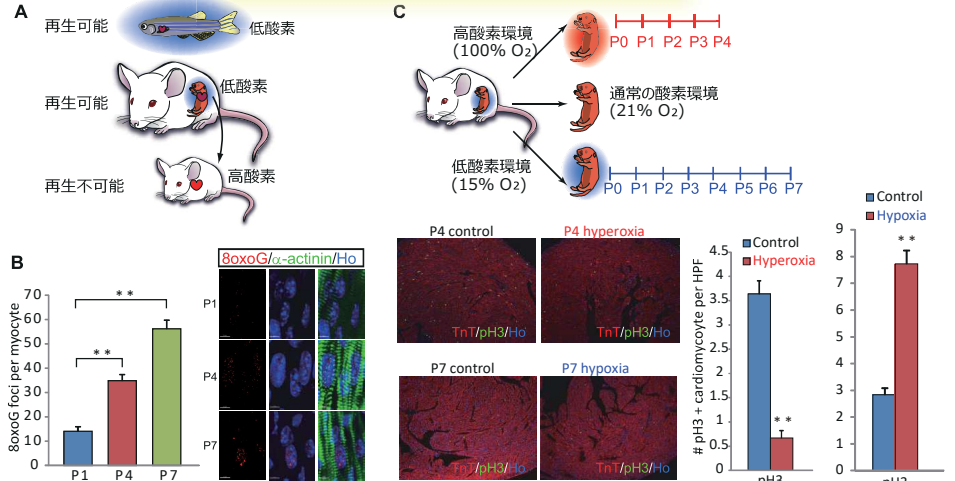 A
再生可能
低酸素
再生可能
低酸素
再生不可能
高酸素
B
8oxoG foci per myocyte
70
60
50
40
30
20
10
0
**
**
P1 P4 P7
8oxoG/α-actinin/Ho
P1
P4
P7
C
高酸素環境
(100% O₂)
P0 P1 P2 P3 P4
通常の酸素環境
(21% O₂)
低酸素環境
(15% O₂)
P0 P1 P2 P3 P4 P5 P6 P7
P4 control
P4 hyperoxia
TnT/pH3/Ho
TnT/pH3/Ho
P7 control
P7 hypoxia
TnT/pH3/Ho
TnT/pH3/Ho
# pH3 + cardiomyocyte per HPF
4.5
4
3.5
3
2.5
2
1.5
1
0.5
0
Control
Hyperoxia
**
pH3
Control
Hypoxia
9
8
7
6
5
4
3
2
1
0
**
pH3